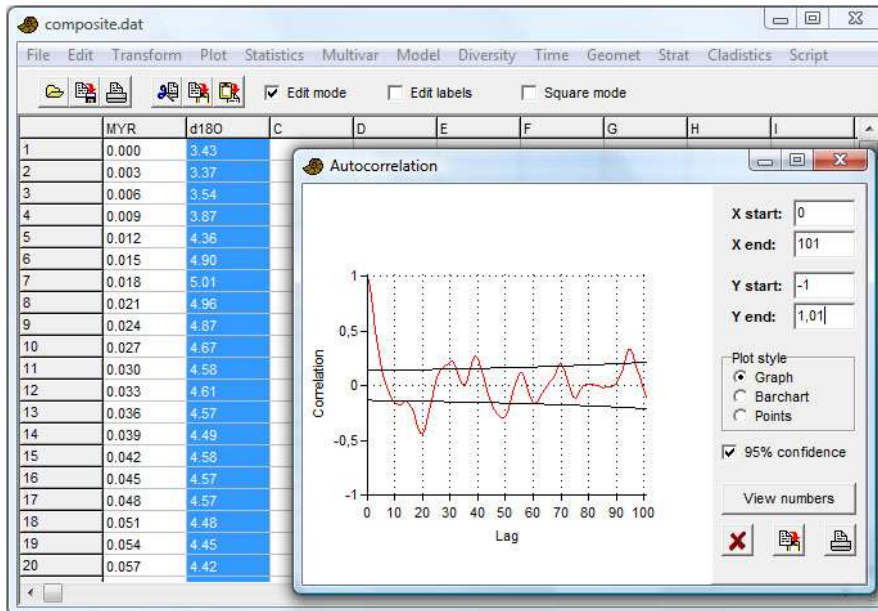 composite.dat
File Edit Transform Plot Statistics Multivar Model Diversity Time Geomet Strat Cladistics Script
Edit mode Edit labels Square mode
MYR d18O C D E F G H I
1 0.000 3.43
2 0.003 3.37
3 0.006 3.54
4 0.009 3.87
5 0.012 4.36
6 0.015 4.90
7 0.018 5.01
8 0.021 4.96
9 0.024 4.87
10 0.027 4.67
11 0.030 4.58
12 0.033 4.61
13 0.036 4.57
14 0.039 4.49
15 0.042 4.58
16 0.045 4.57
17 0.048 4.57
18 0.051 4.48
19 0.054 4.45
20 0.057 4.42
Autocorrelation
1
0,5
0
-0,5
-1
Correlation
0 10 20 30 40 50 60 70 80 90 100
Lag
X start: 0
X end: 101
Y start: -1
Y end: 1,01
Plot style
Graph
Barchart
Points
95% confidence
View numbers